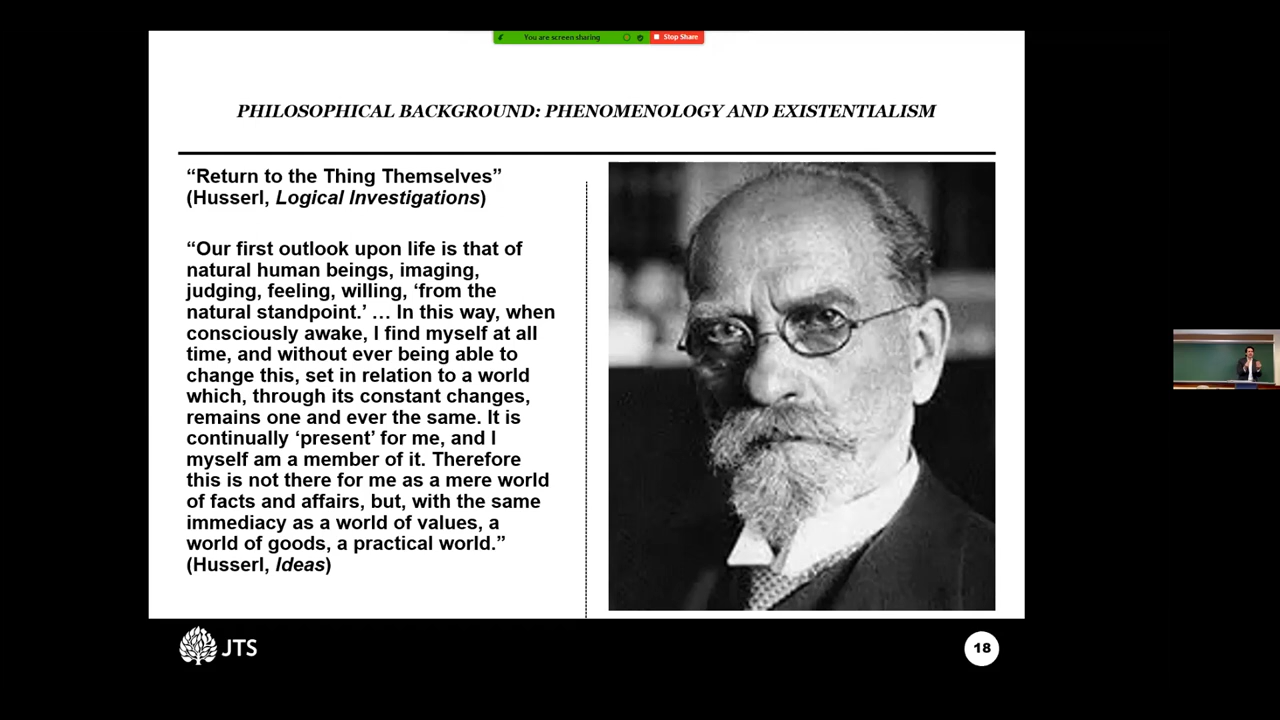 You are screen sharing
Stop Share
PHILOSOPHICAL BACKGROUND: PHENOMENOLOGY AND EXISTENTIALISM
“Return to the Thing Themselves”
(Husserl, Logical Investigations)
“Our first outlook upon life is that of
natural human beings, imaging,
judging, feeling, willing, ‘from the
natural standpoint.’ … In this way, when
consciously awake, I find myself at all
time, and without ever being able to
change this, set in relation to a world
which, through its constant changes,
remains one and ever the same. It is
continually ‘present’ for me, and I
myself am a member of it. Therefore
this is not there for me as a mere world
of facts and affairs, but, with the same
immediacy as a world of values, a
world of goods, a practical world.”
(Husserl, Ideas)
JTS
18